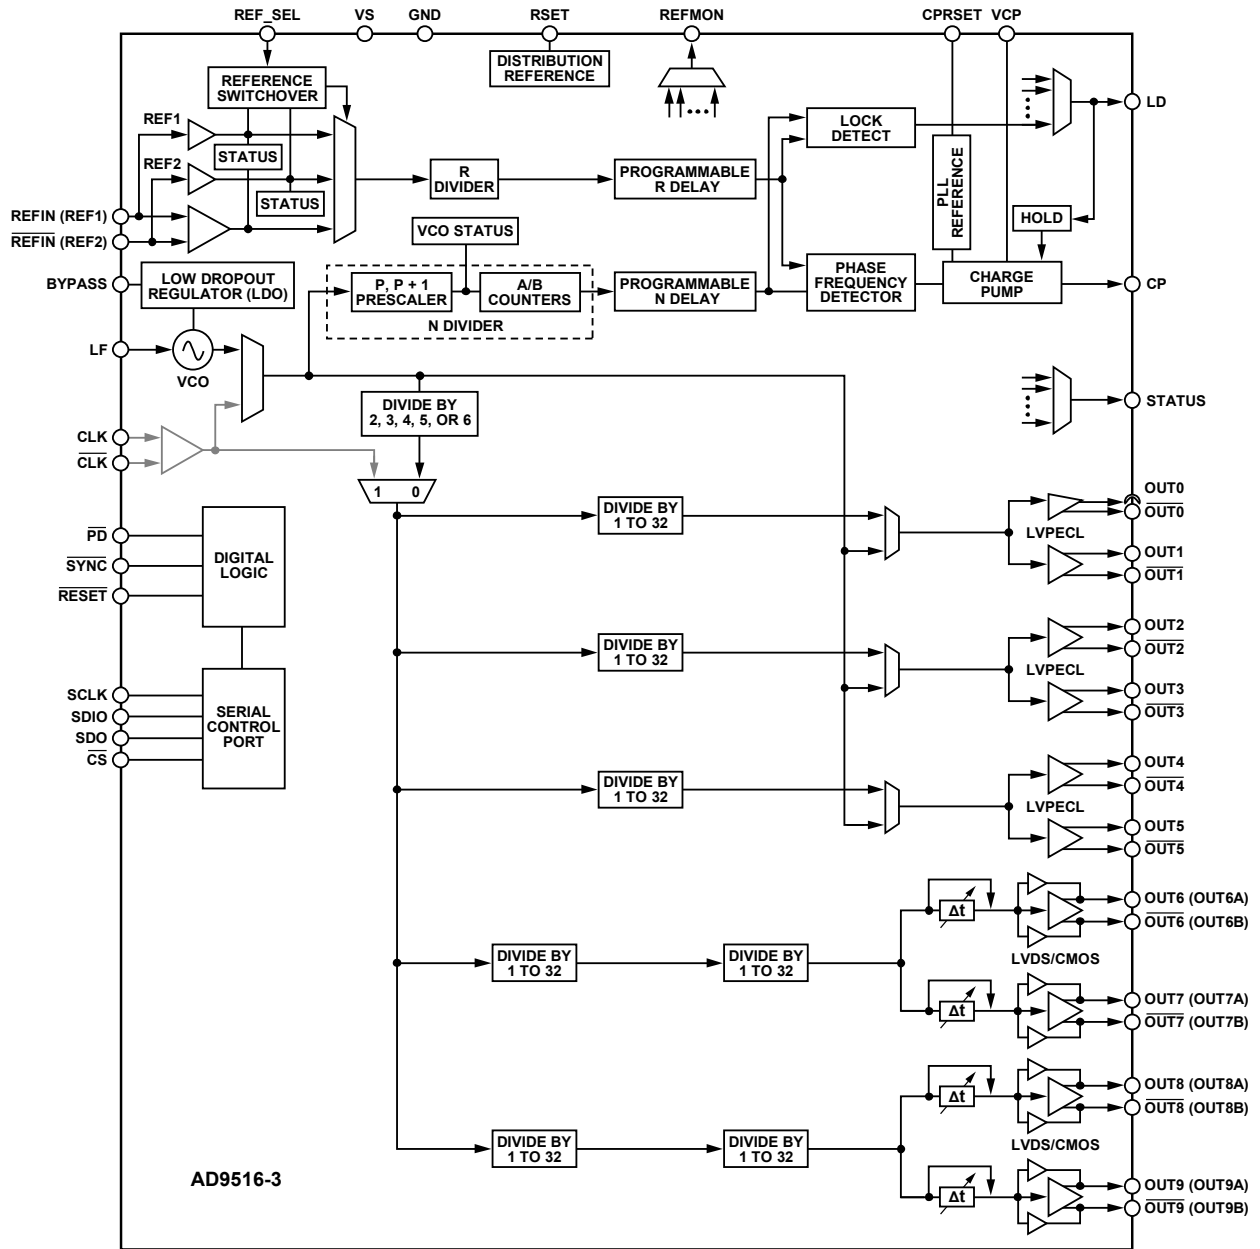 REF_SEL
VS
GND
RSET
REFMON
CPRSET
VCP
REFERENCE
SWITCHOVER
DISTRIBUTION
REFERENCE
REF1
STATUS
REF2
STATUS
REFIN (REF1)
REFIN (REF2)
R
DIVIDER
PROGRAMMABLE
R DELAY
LOCK
DETECT
LD
PLL
REFERENCE
HOLD
VCO STATUS
BYPASS
LOW DROPOUT
REGULATOR (LDO)
P, P + 1
PRESCALER
A/B
COUNTERS
N DIVIDER
PROGRAMMABLE
N DELAY
PHASE
FREQUENCY
DETECTOR
CHARGE
PUMP
CP
LF
VCO
STATUS
CLK
CLK
DIVIDE BY
2, 3, 4, 5, OR 6
1 0
PD
SYNC
RESET
DIGITAL
LOGIC
SCLK
SDIO
SDO
CS
SERIAL
CONTROL
PORT
DIVIDE BY
1 TO 32
LVPECL
OUT0
OUT0
OUT1
OUT1
DIVIDE BY
1 TO 32
LVPECL
OUT2
OUT2
OUT3
OUT3
DIVIDE BY
1 TO 32
LVPECL
OUT4
OUT4
OUT5
OUT5
DIVIDE BY
1 TO 32
DIVIDE BY
1 TO 32
Δt
Δt
LVDS/CMOS
OUT6 (OUT6A)
OUT6 (OUT6B)
OUT7 (OUT7A)
OUT7 (OUT7B)
DIVIDE BY
1 TO 32
DIVIDE BY
1 TO 32
Δt
Δt
LVDS/CMOS
OUT8 (OUT8A)
OUT8 (OUT8B)
OUT9 (OUT9A)
OUT9 (OUT9B)
AD9516-3